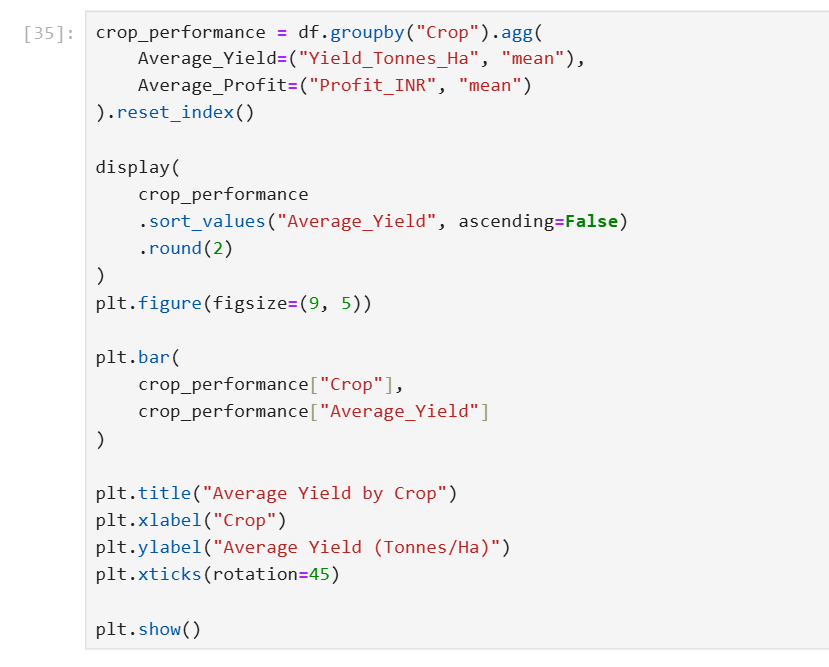 [35]: crop_performance = df.groupby("Crop").agg(
    Average_Yield=("Yield_Tonnes_Ha", "mean"),
    Average_Profit=("Profit_INR", "mean")
).reset_index()

display(
    crop_performance
    .sort_values("Average_Yield", ascending=False)
    .round(2)
)
plt.figure(figsize=(9, 5))

plt.bar(
    crop_performance["Crop"],
    crop_performance["Average_Yield"]
)

plt.title("Average Yield by Crop")
plt.xlabel("Crop")
plt.ylabel("Average Yield (Tonnes/Ha)")
plt.xticks(rotation=45)

plt.show()